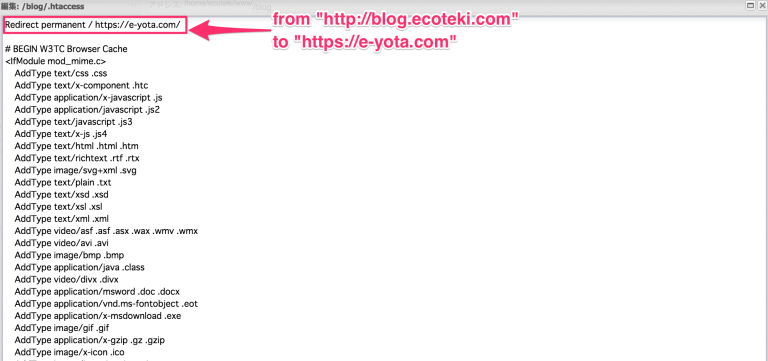 編集: /blog/.htaccess
Redirect permanent / https://e-yota.com/
from "http://blog.ecoteki.com"
to "https://e-yota.com"
# BEGIN W3TC Browser Cache
<IfModule mod_mime.c>
AddType text/css .css
AddType text/x-component .htc
AddType application/x-javascript .js
AddType application/javascript .js2
AddType text/javascript .js3
AddType text/x-js .js4
AddType text/html .html .htm
AddType text/richtext .rtf .rtx
AddType image/svg+xml .svg
AddType text/plain .txt
AddType text/xsd .xsd
AddType text/xsl .xsl
AddType text/xml .xml
AddType video/asf .asf .asx .wax .wmv .wmx
AddType video/avi .avi
AddType image/bmp .bmp
AddType application/java .class
AddType video/divx .divx
AddType application/msword .doc .docx
AddType application/vnd.ms-fontobject .eot
AddType application/x-msdownload .exe
AddType image/gif .gif
AddType application/x-gzip .gz .gzip
AddType image/x-icon .ico